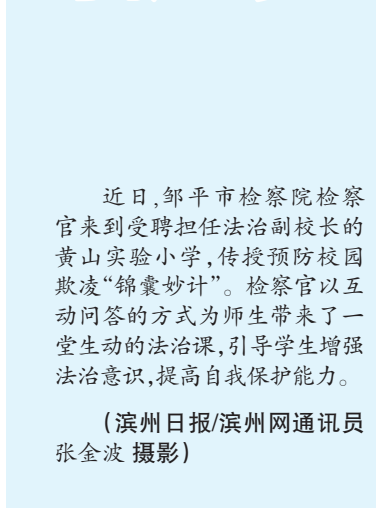 近日,邹平市检察院检察
官来到受聘担任法治副校长的
黄山实验小学,传授预防校园
欺凌“锦囊妙计”。检察官以互
动问答的方式为师生带来了一
堂生动的法治课,引导学生增强
法治意识,提高自我保护能力。
(滨州日报/滨州网通讯员
张金波 摄影)